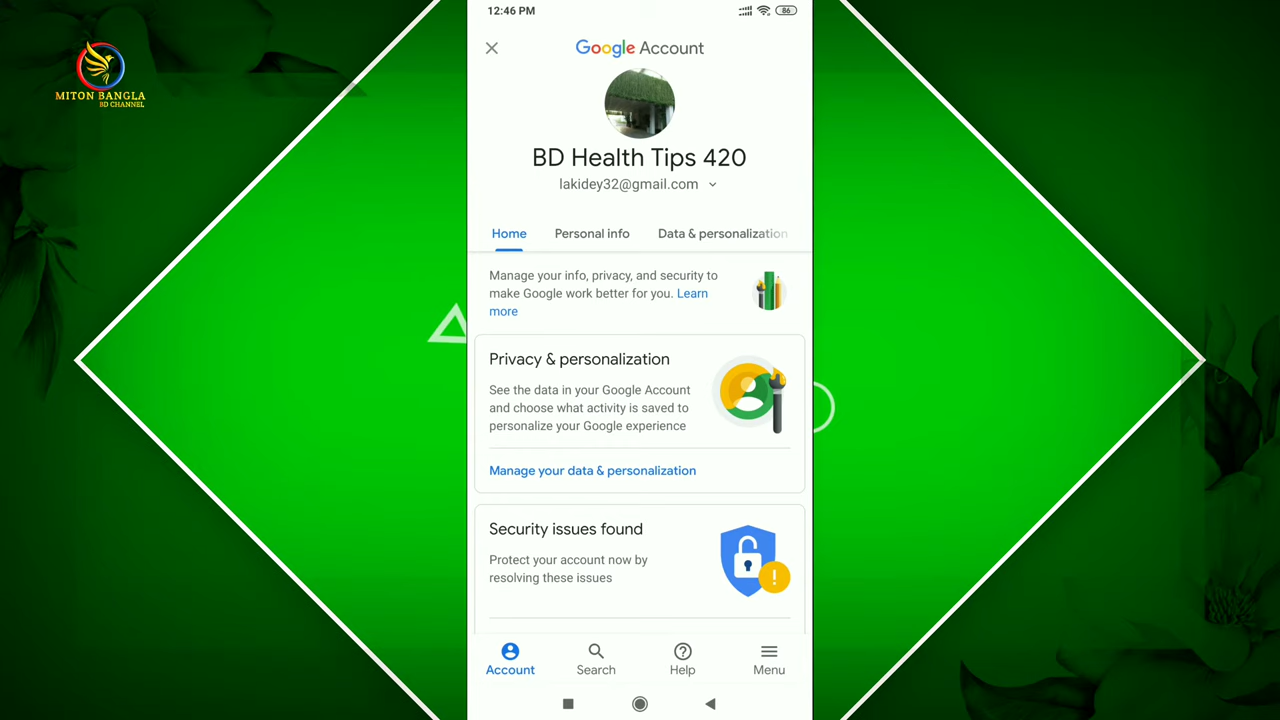 12:46 PM
86
MITON BANGLA
BD CHANNEL
Google Account
BD Health Tips 420
lakidey32@gmail.com
Home Personal info Data & personalization
Manage your info, privacy, and security to
make Google work better for you. Learn
more
Privacy & personalization
See the data in your Google Account
and choose what activity is saved to
personalize your Google experience
Manage your data & personalization
Security issues found
Protect your account now by
resolving these issues
Account Search Help Menu